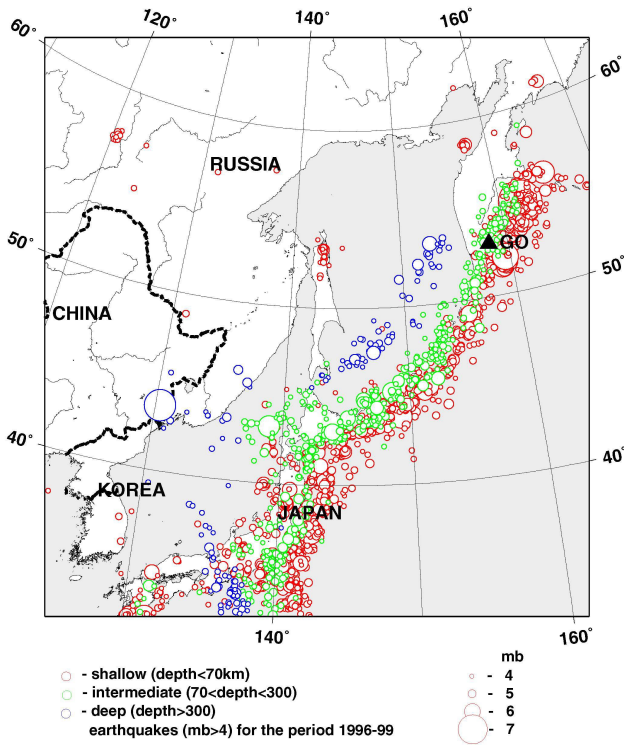 120° 140° 160°
60°
60°
RUSSIA
50°
GO
50°
CHINA
40°
40°
KOREA
JAPAN
140° 160°
mb
- shallow (depth<70km) - 4
- intermediate (70<depth<300) - 5
- deep (depth>300) - 6
earthquakes (mb>4) for the period 1996-99 - 7